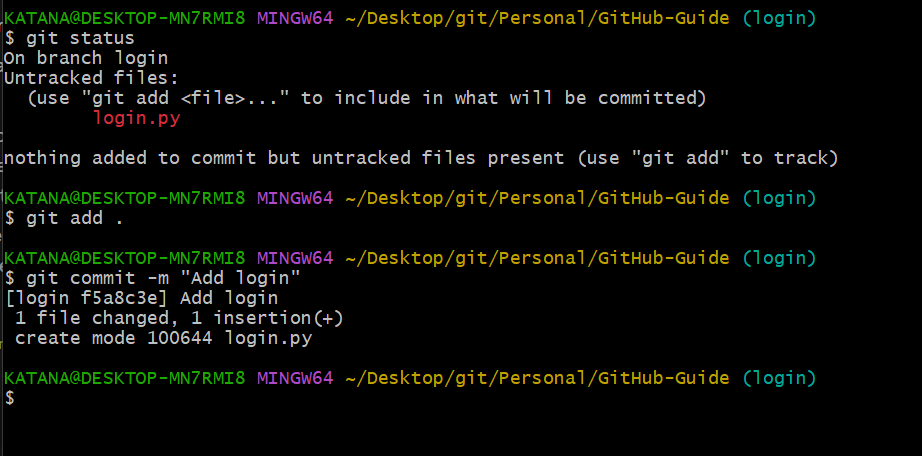 KATANA@DESKTOP-MN7RMI8 MINGW64 ~/Desktop/git/Personal/GitHub-Guide (login)
$ git status
On branch login
Untracked files:
  (use "git add <file>..." to include in what will be committed)
        login.py

nothing added to commit but untracked files present (use "git add" to track)

KATANA@DESKTOP-MN7RMI8 MINGW64 ~/Desktop/git/Personal/GitHub-Guide (login)
$ git add .

KATANA@DESKTOP-MN7RMI8 MINGW64 ~/Desktop/git/Personal/GitHub-Guide (login)
$ git commit -m "Add login"
[login f5a8c3e] Add login
 1 file changed, 1 insertion(+)
 create mode 100644 login.py

KATANA@DESKTOP-MN7RMI8 MINGW64 ~/Desktop/git/Personal/GitHub-Guide (login)
$